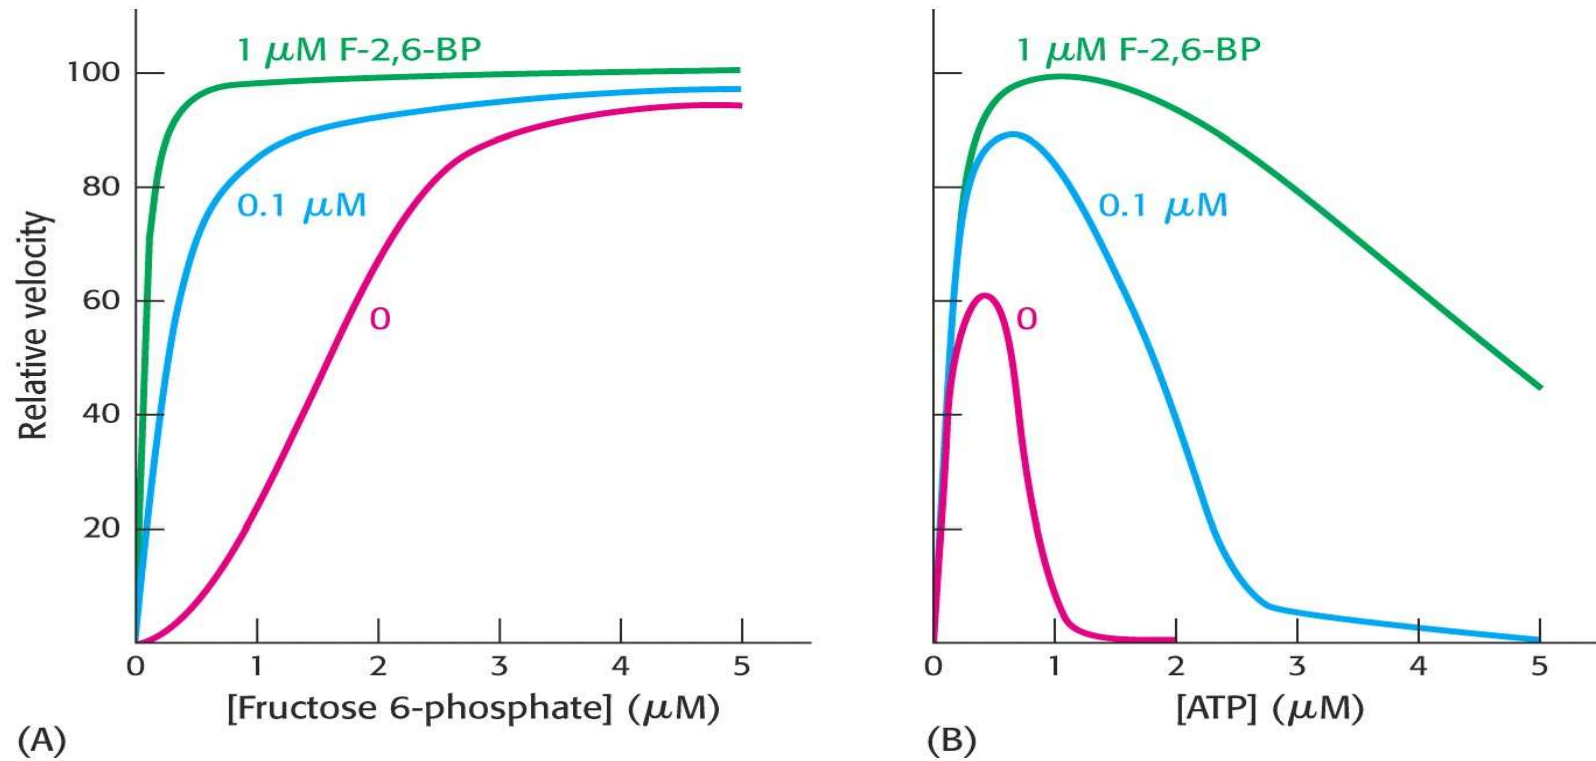 1 μM F-2,6-BP
0.1 μM
0
Relative velocity
100
80
60
40
20
0 1 2 3 4 5
[Fructose 6-phosphate] (μM)
(A)
1 μM F-2,6-BP
0.1 μM
0
0 1 2 3 4 5
[ATP] (μM)
(B)